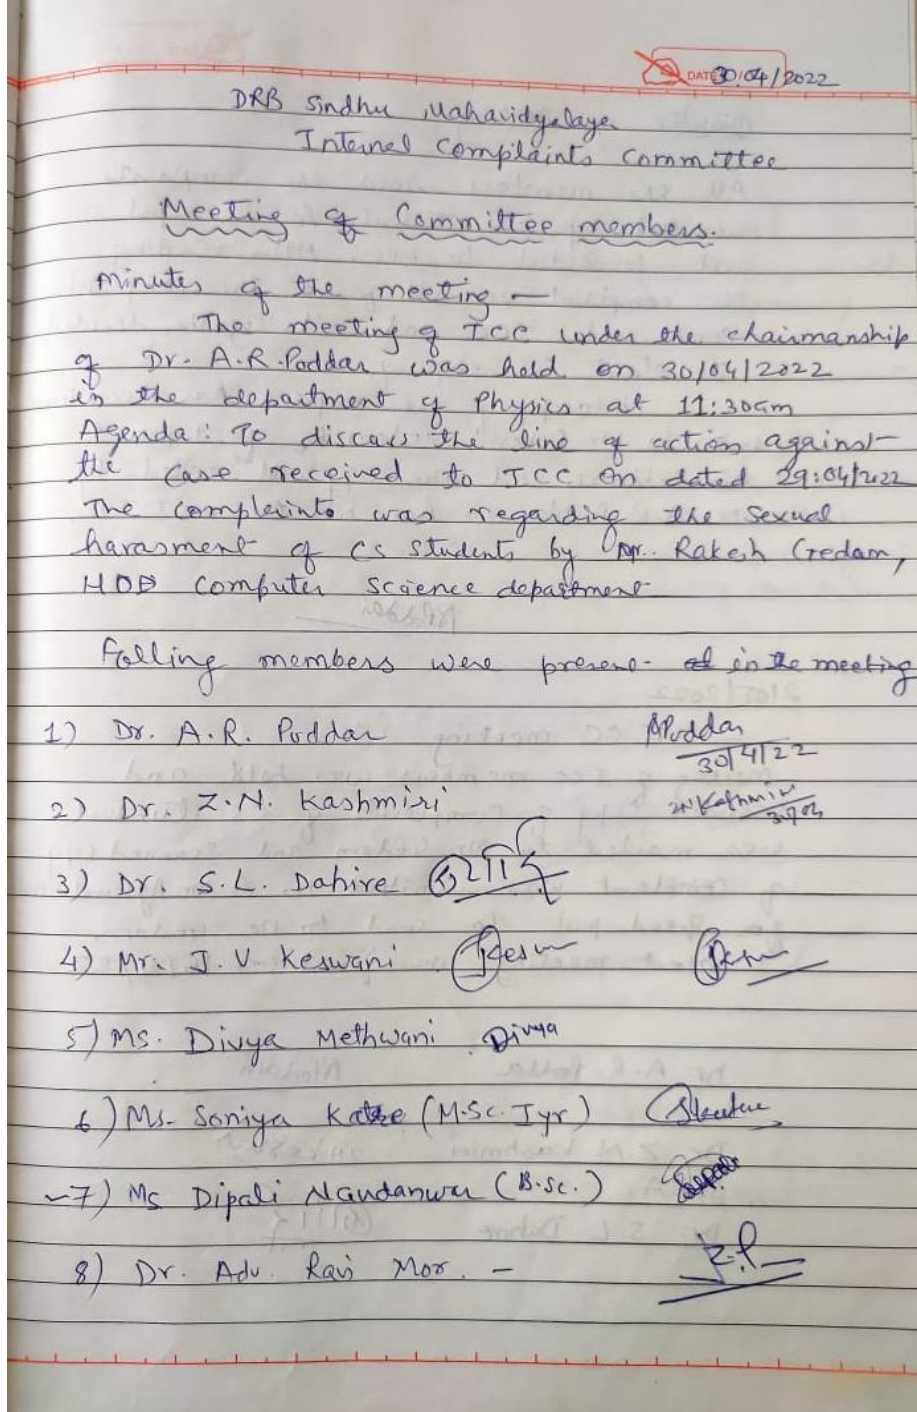 DATE 30/04/2022
DRB Sindhu Mahavidyalaya
Internal Complaints Committee
Meeting of Committee members.
Minutes of the meeting —
The meeting of ICC under the chairmanship
of Dr. A.R. Poddar was held on 30/04/2022
in the department of Physics at 11:30am
Agenda: To discuss the line of action against
the case received to ICC on dated 29:04/2022
The complaints was regarding the sexual
harasment of CS students by Mr. Rakesh Gedam,
HOD Computer Science department
Folling members were present in the meeting
1) Dr. A.R. Poddar APoddar
30/4/22
2) Dr. Z.N. Kashmiri ZNKashmiri
3) Dr. S.L. Dahire
4) Mr. J.V Keswani
5) Ms. Divya Methwani Divya
6) Ms. Soniya Katre (M.Sc. I yr)
7) Ms Dipali Nandanwar (B.Sc.)
8) Dr. Adv. Ravi Mor. —